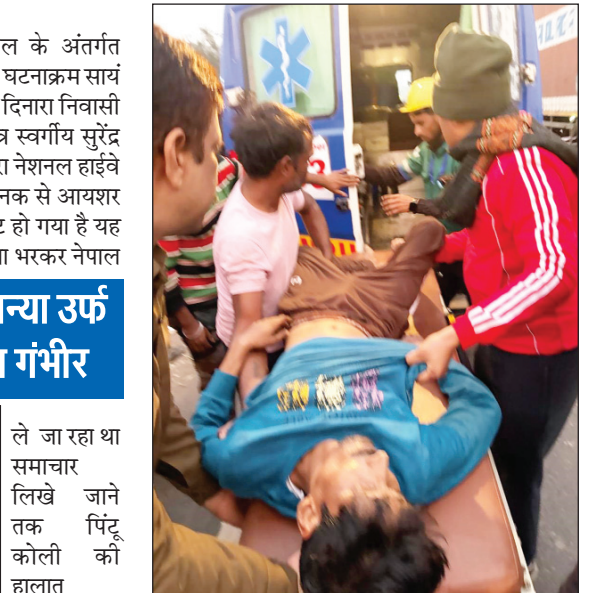 ल के अंतर्गत
घटनाक्रम सायं
दिनारा निवासी
स्वर्गीय सुरेंद्र
रा नेशनल हाईवे
नक से आयशर
हो गया है यह
भरकर नेपाल
न्या उर्फ
गंभीर
ले जा रहा था
समाचार
लिखे जाने
तक पिंटू
कोली की
हालात